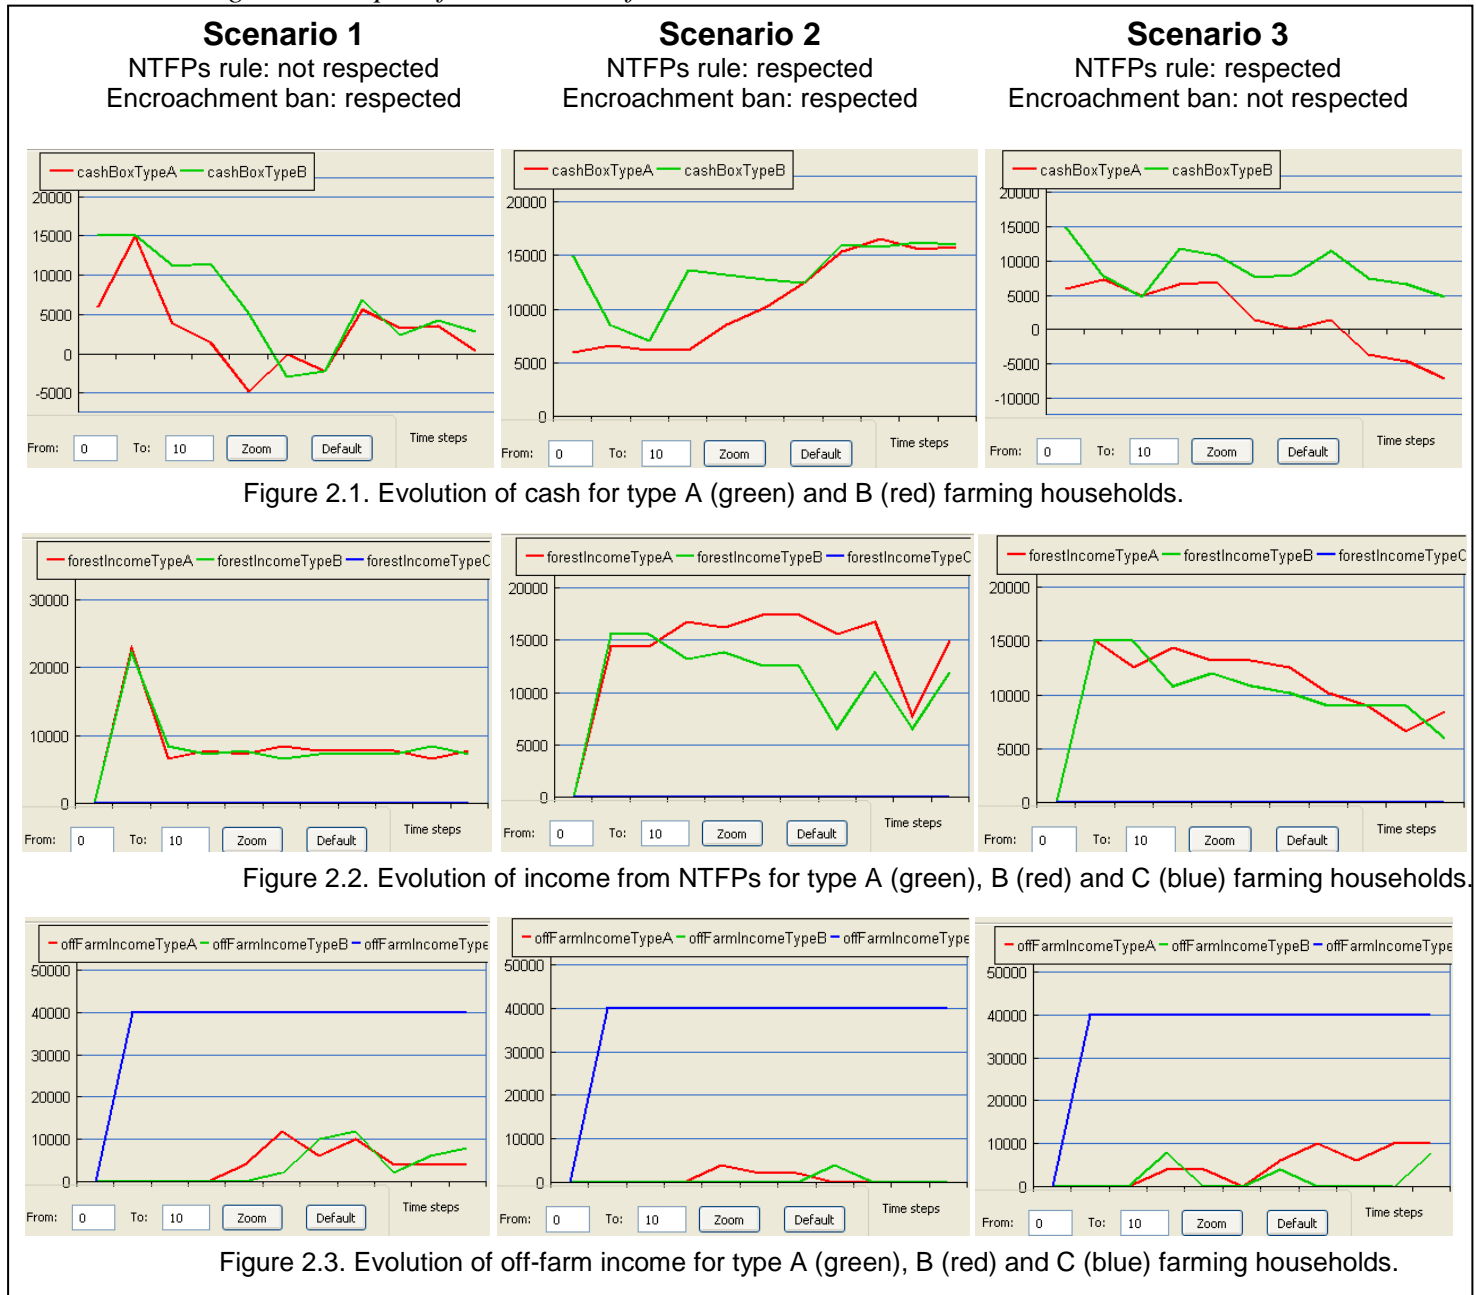 Scenario 1
NTFPs rule: not respected
Encroachment ban: respected
Scenario 2
NTFPs rule: respected
Encroachment ban: respected
Scenario 3
NTFPs rule: respected
Encroachment ban: not respected
cashBoxTypeA cashBoxTypeB
20000
15000
10000
5000
0
-5000
From: 0 To: 10 Zoom Default Time steps
cashBoxTypeA cashBoxTypeB
20000
15000
10000
5000
0
From: 0 To: 10 Zoom Default Time steps
cashBoxTypeA cashBoxTypeB
20000
15000
10000
5000
0
-5000
-10000
From: 0 To: 10 Zoom Default Time steps
Figure 2.1. Evolution of cash for type A (green) and B (red) farming households.
forestIncomeTypeA forestIncomeTypeB forestIncomeTypeC
30000
20000
10000
0
From: 0 To: 10 Zoom Default Time steps
forestIncomeTypeA forestIncomeTypeB forestIncomeTypeC
20000
15000
10000
5000
0
From: 0 To: 10 Zoom Default Time steps
forestIncomeTypeA forestIncomeTypeB forestIncomeTypeC
20000
15000
10000
5000
0
From: 0 To: 10 Zoom Default Time steps
Figure 2.2. Evolution of income from NTFPs for type A (green), B (red) and C (blue) farming households.
offFarmIncomeTypeA offFarmIncomeTypeB offFarmIncomeType
50000
40000
30000
20000
10000
0
From: 0 To: 10 Zoom Default Time steps
offFarmIncomeTypeA offFarmIncomeTypeB offFarmIncomeType
50000
40000
30000
20000
10000
0
From: 0 To: 10 Zoom Default Time steps
offFarmIncomeTypeA offFarmIncomeTypeB offFarmIncomeType
50000
40000
30000
20000
10000
0
From: 0 To: 10 Zoom Default Time steps
Figure 2.3. Evolution of off-farm income for type A (green), B (red) and C (blue) farming households.